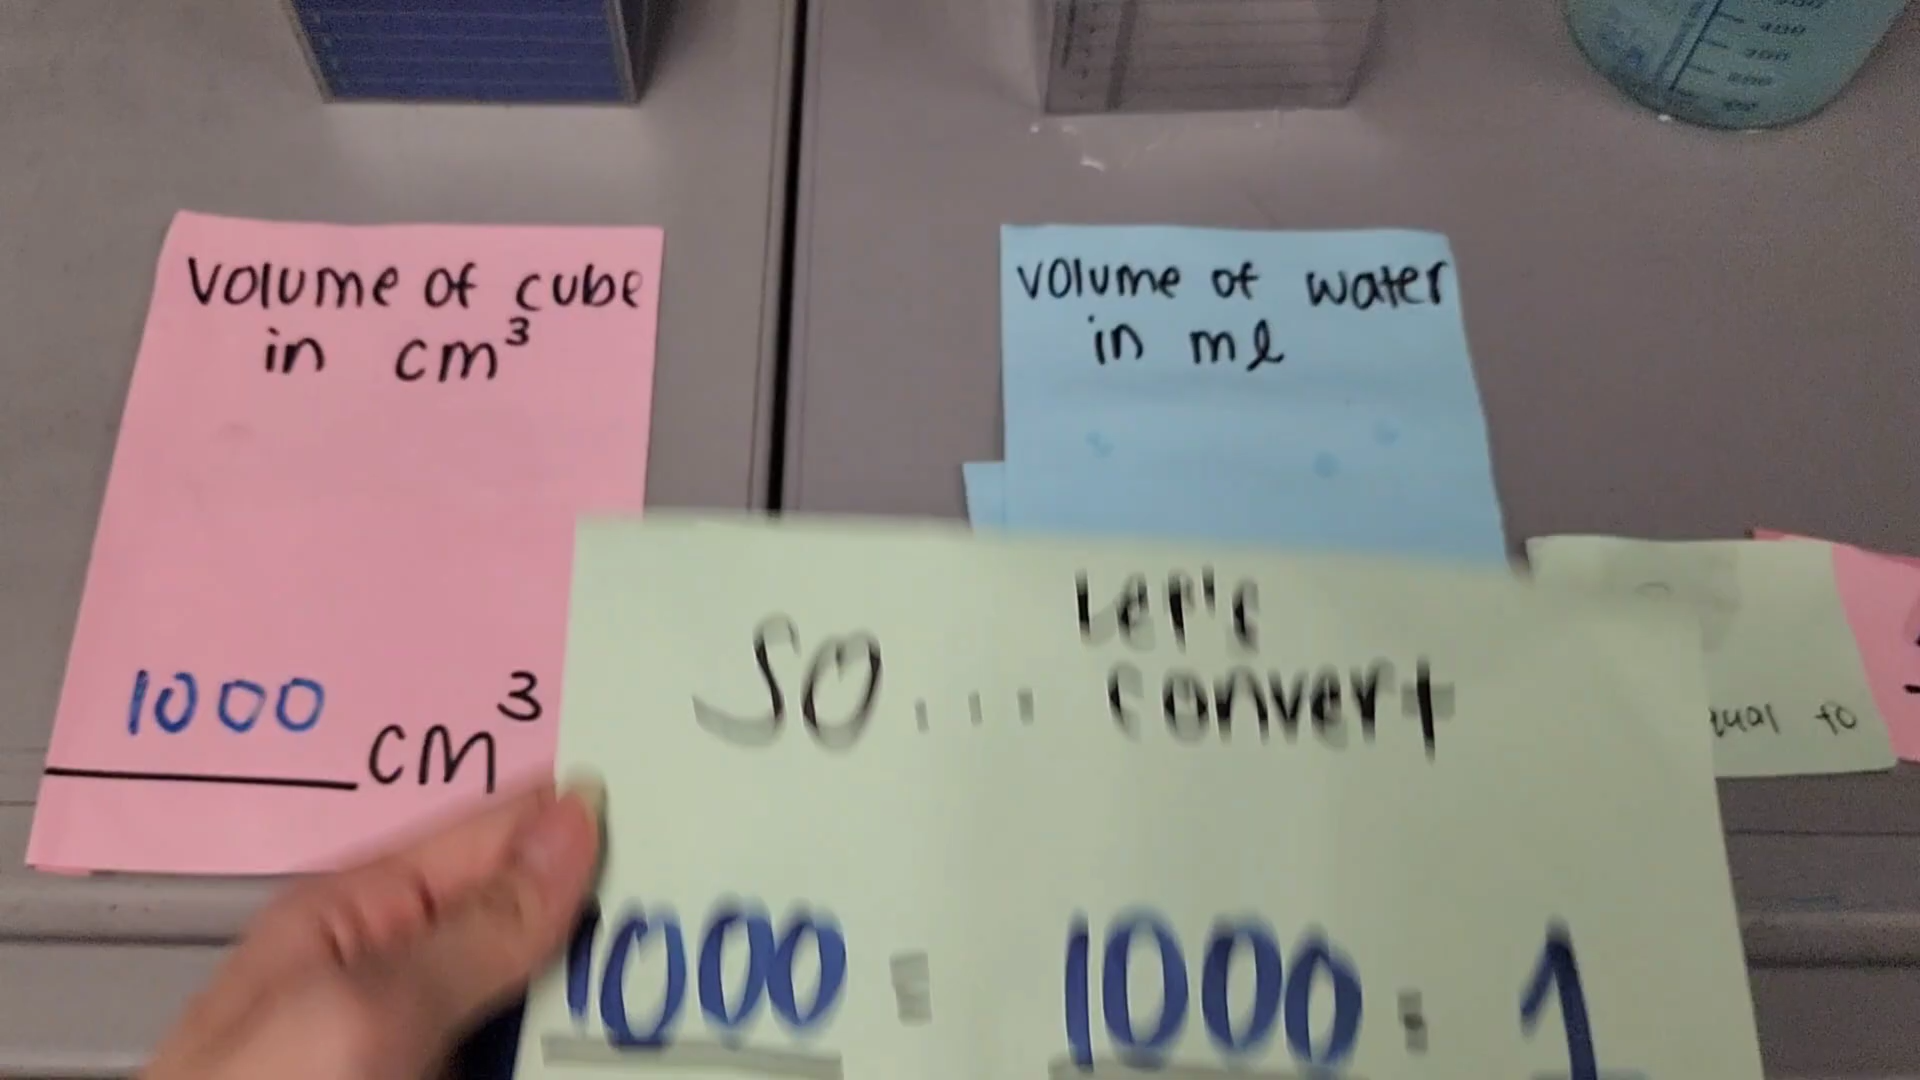 400
volume of cube
in cm³
1000 cm³
volume of water
in ml
So... Let's
convert
1000 = 1000 : 1
to